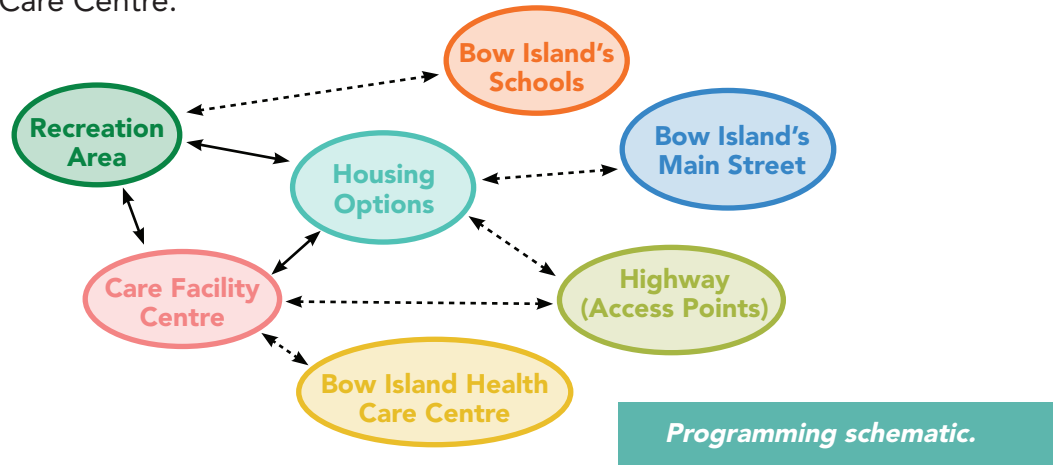 Care Centre.
Bow Island's
Schools
Recreation
Area
Bow Island's
Main Street
Housing
Options
Care Facility
Centre
Highway
(Access Points)
Bow Island Health
Care Centre
Programming schematic.